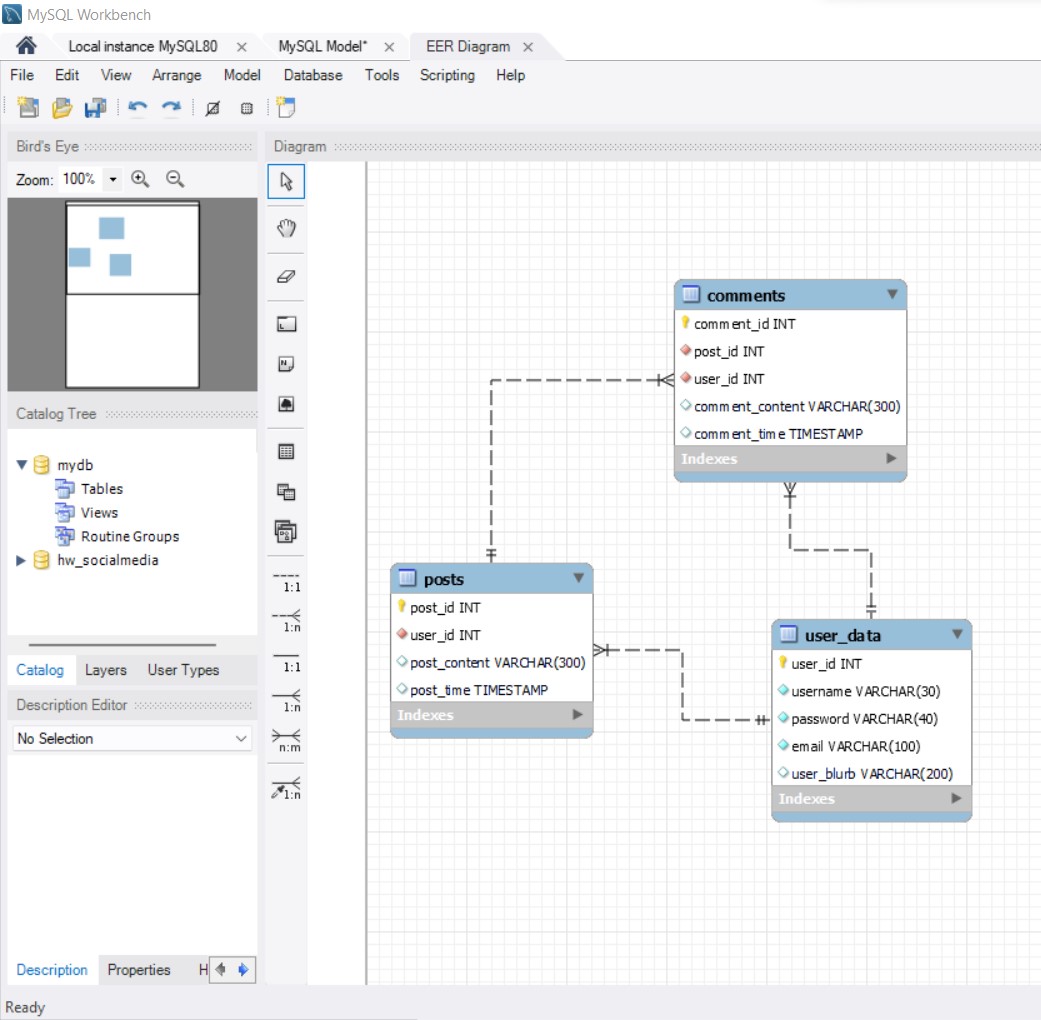 MySQL Workbench
Local instance MySQL80
MySQL Model*
EER Diagram
File Edit View Arrange Model Database Tools Scripting Help
Bird's Eye
Zoom: 100%
Catalog Tree
mydb
Tables
Views
Routine Groups
hw_socialmedia
Catalog Layers User Types
Description Editor
No Selection
Description Properties H
Ready
Diagram
N
1:1
1:n
1:1
1:n
n:m
1:n
comments
comment_id INT
post_id INT
user_id INT
comment_content VARCHAR(300)
comment_time TIMESTAMP
Indexes
posts
post_id INT
user_id INT
post_content VARCHAR(300)
post_time TIMESTAMP
Indexes
user_data
user_id INT
username VARCHAR(30)
password VARCHAR(40)
email VARCHAR(100)
user_blurb VARCHAR(200)
Indexes